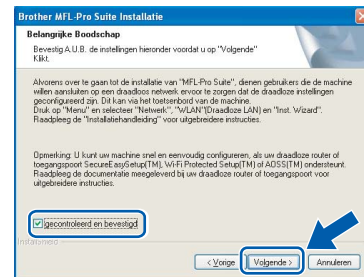 Brother MFL-Pro Suite Installatie
Belangrijke Boodschap
Bevestig A.U.B. de instellingen hieronder voordat u op "Volgende"
Klikt.
Alvorens over te gaan tot de installatie van "MFL-Pro Suite", dienen gebruikers die de machine
willen aansluiten op een draadloos netwerk ervoor te zorgen dat de draadloos instellingen
geconfigureerd zijn. Dit kan via het toetsenbord van de machine.
Druk op "Menu" en selecteer "Netwerk", "WLAN"(Draadloze LAN) en "Inst. Wizard".
Raadpleeg de "Installatiehandleiding" voor uitgebreidere instructies.
Opmerking: U kunt uw machine snel en eenvoudig configureren, als uw draadloze router of
toegangspoort SecureEasySetup(TM), Wi-Fi Protected Setup(TM) of AOSS(TM) ondersteunt.
Raadpleeg de documentatie meegeleverd bij uw draadloze router of toegangspoort voor
uitgebreidere instructies.
gecontroleerd en bevestigd
InstallShield
< Vorige Volgende > Annuleren